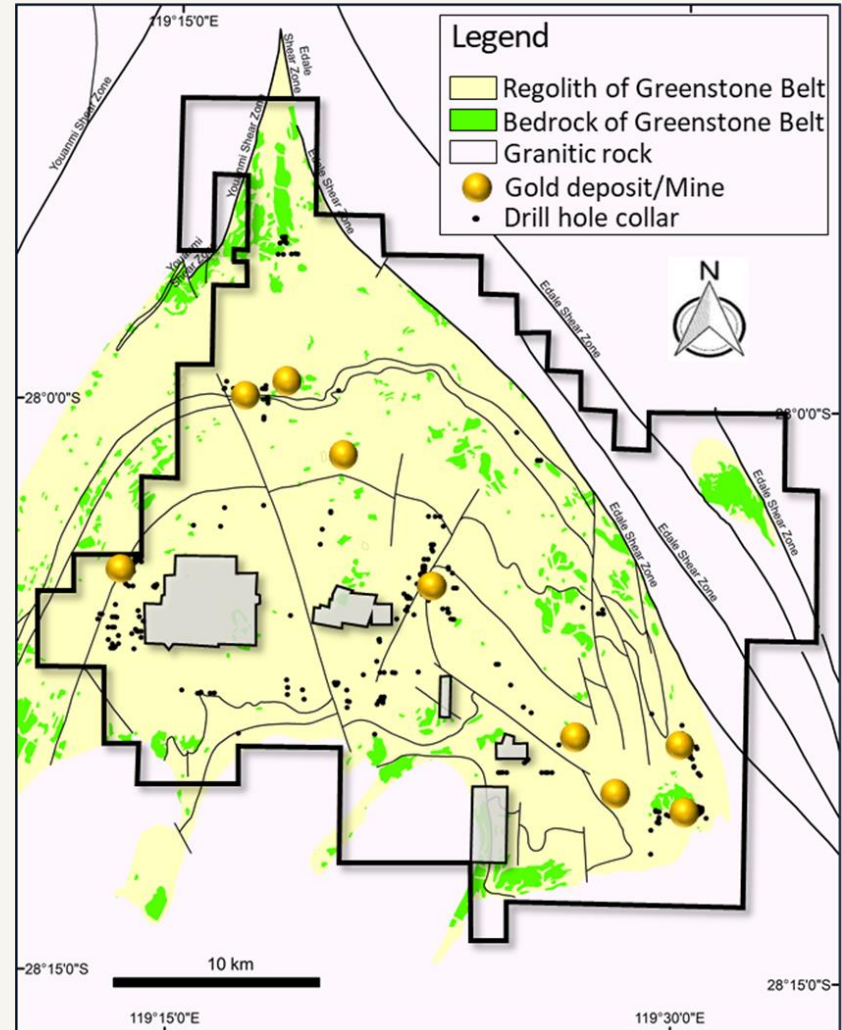 119°15'0"E
Legend
Regolith of Greenstone Belt
Bedrock of Greenstone Belt
Granitic rock
Gold deposit/Mine
Drill hole collar
N
Edale
Shear Zone
Youanmi Shear Zone
Youanmi Shear Zone
Edale Shear Zone
Youanmi
Shear Zone
Edale Shear Zone
28°0'0"S
28°0'0"S
Edale Shear Zone
Edale Shear Zone
Edale Shear Zone
10 km
28°15'0"S
28°15'0"S
119°15'0"E
119°30'0"E